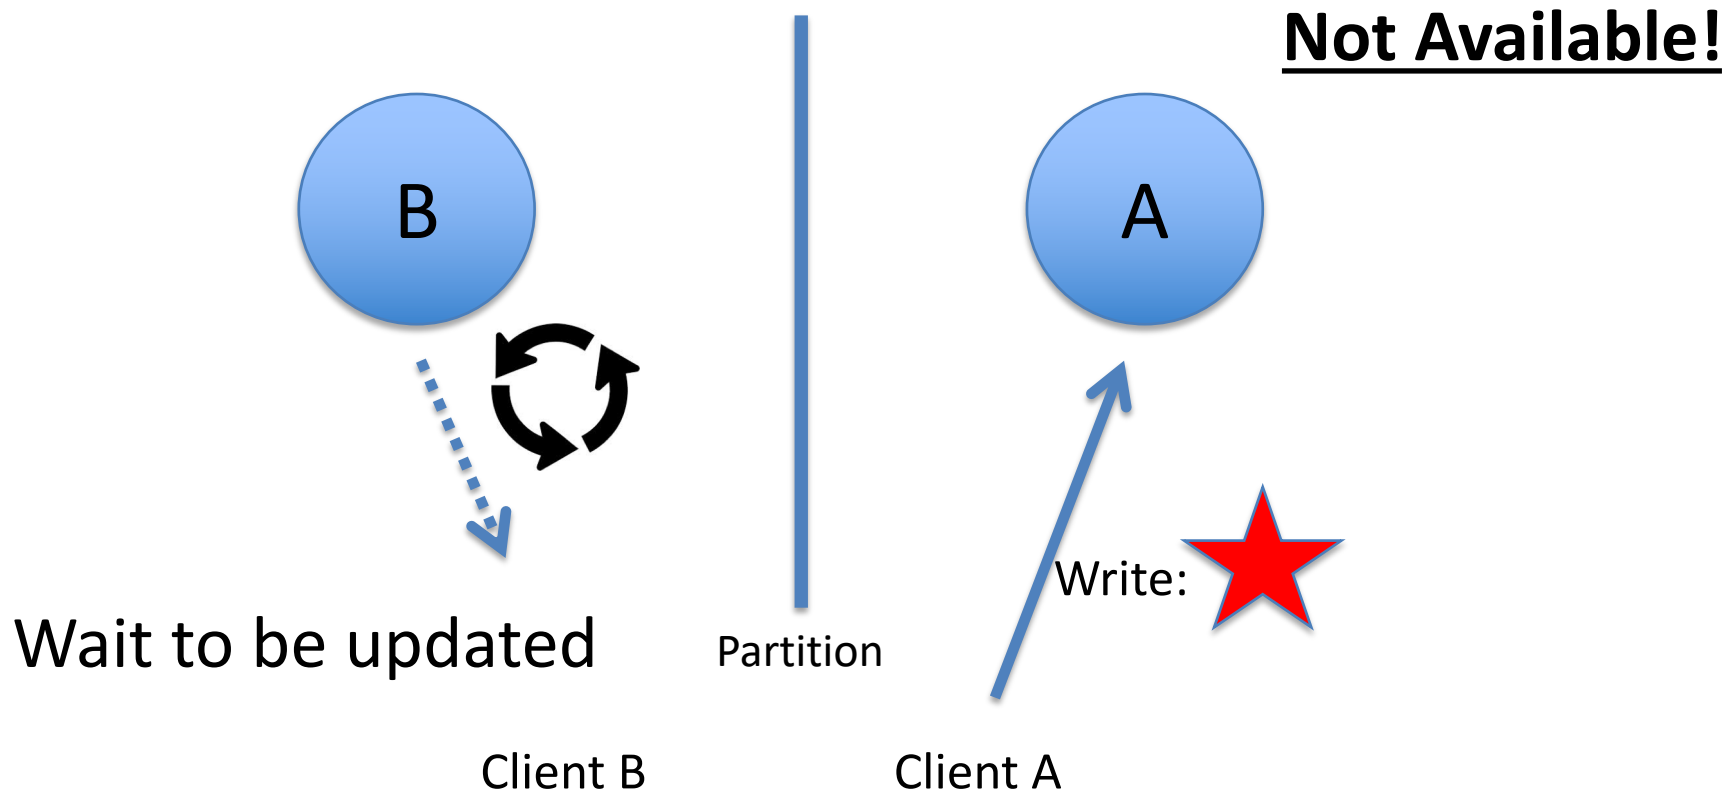 Not Available!
B
A
Write:
Wait to be updated
Partition
Client B
Client A